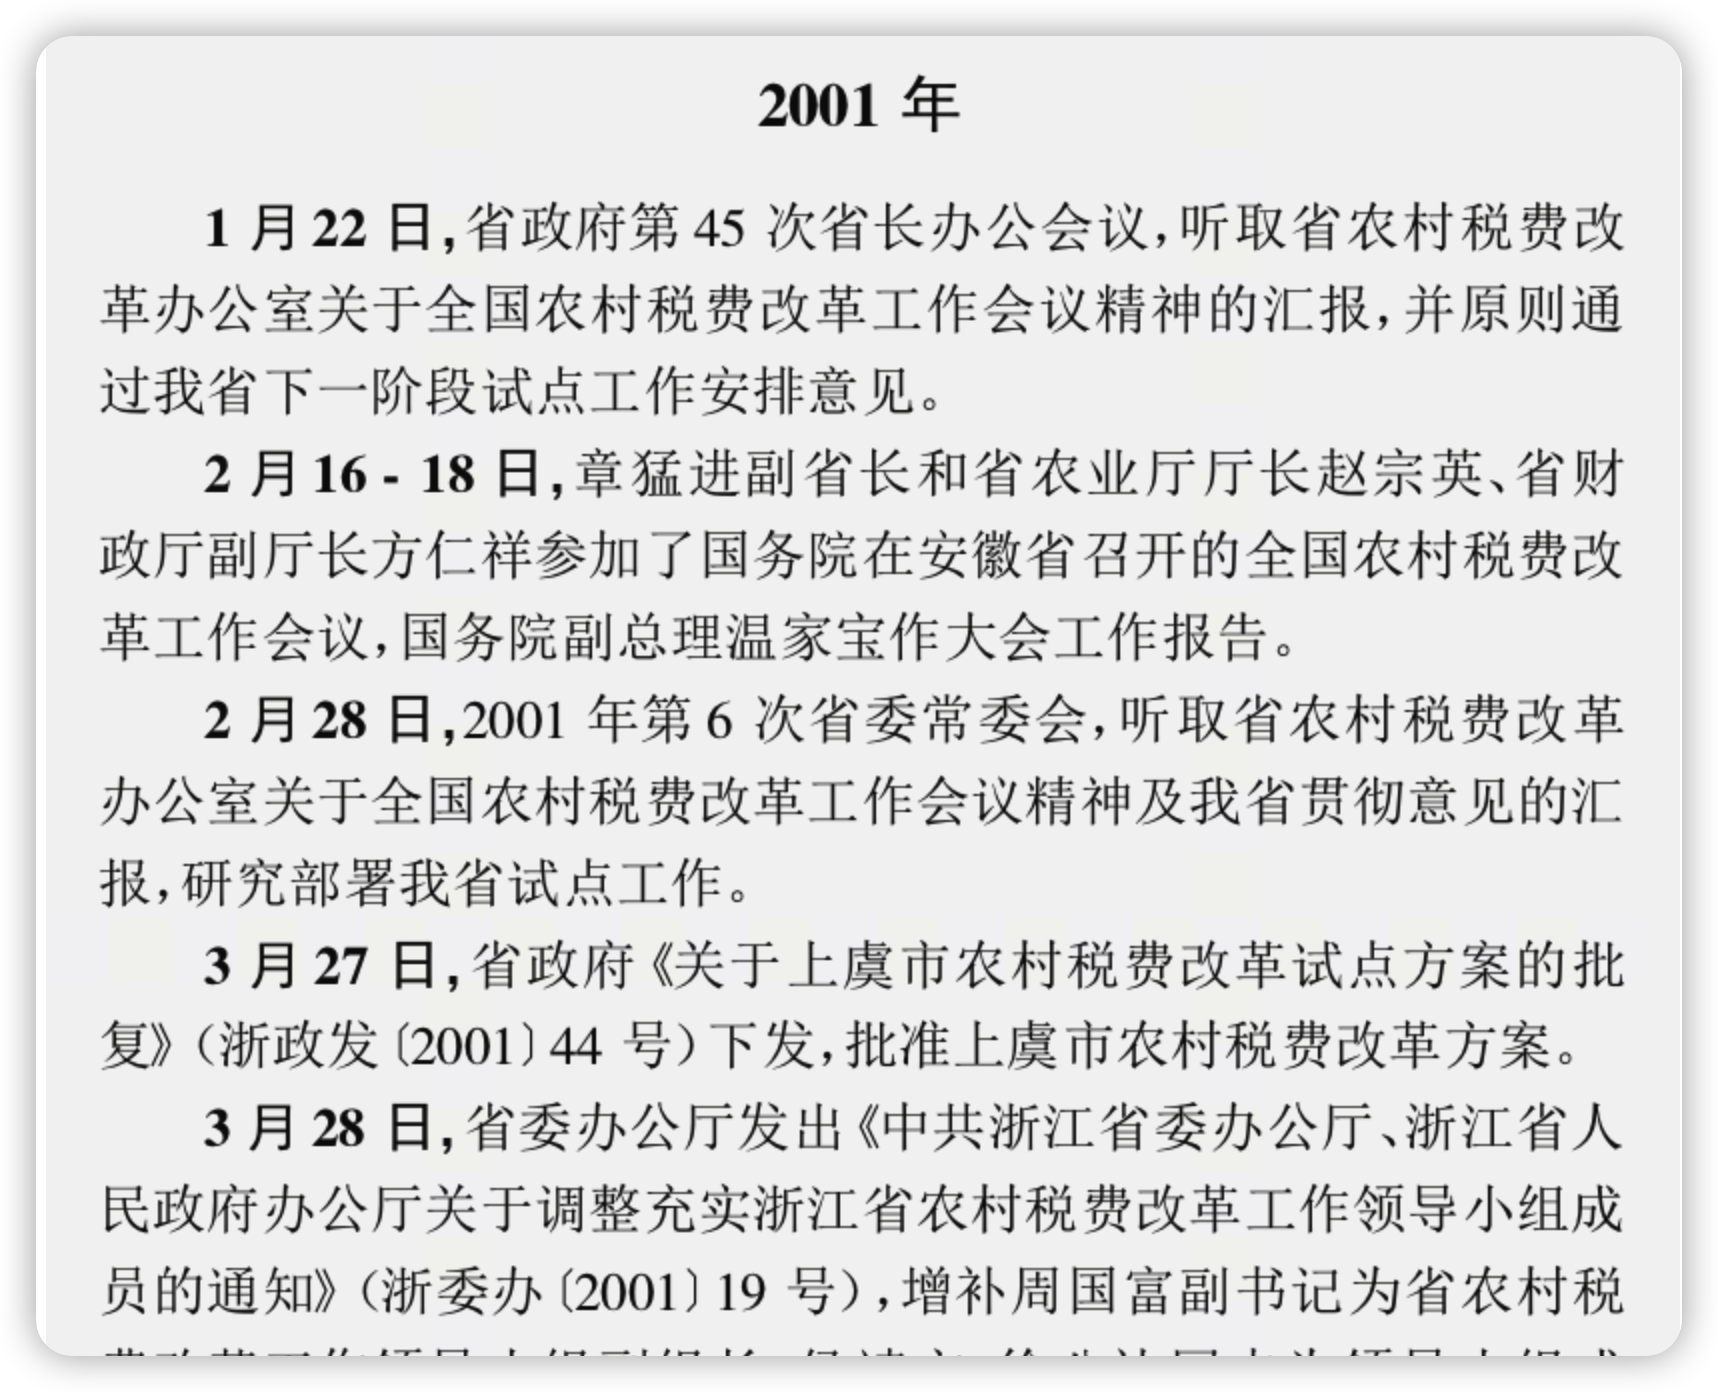 2001 年
1 月 22 日,省政府第 45 次省长办公会议,听取省农村税费改
革办公室关于全国农村税费改革工作会议精神的汇报,并原则通
过我省下一阶段试点工作安排意见。
2 月 16 - 18 日,章猛进副省长和省农业厅厅长赵宗英、省财
政厅副厅长方仁祥参加了国务院在安徽省召开的全国农村税费改
革工作会议,国务院副总理温家宝作大会工作报告。
2 月 28 日,2001 年第 6 次省委常委会,听取省农村税费改革
办公室关于全国农村税费改革工作会议精神及我省贯彻意见的汇
报,研究部署我省试点工作。
3 月 27 日,省政府《关于上虞市农村税费改革试点方案的批
复》(浙政发〔2001〕44 号)下发,批准上虞市农村税费改革方案。
3 月 28 日,省委办公厅发出《中共浙江省委办公厅、浙江省人
民政府办公厅关于调整充实浙江省农村税费改革工作领导小组成
员的通知》(浙委办〔2001〕19 号),增补周国富副书记为省农村税